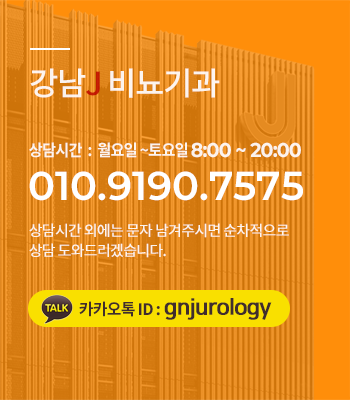 강남J 비뇨기과
상담시간 : 월요일 ~토요일 8:00 ~ 20:00
010.9190.7575
상담시간 외에는 문자 남겨주시면 순차적으로
상담 도와드리겠습니다.
TALK 카카오톡 ID : gnjurology
J